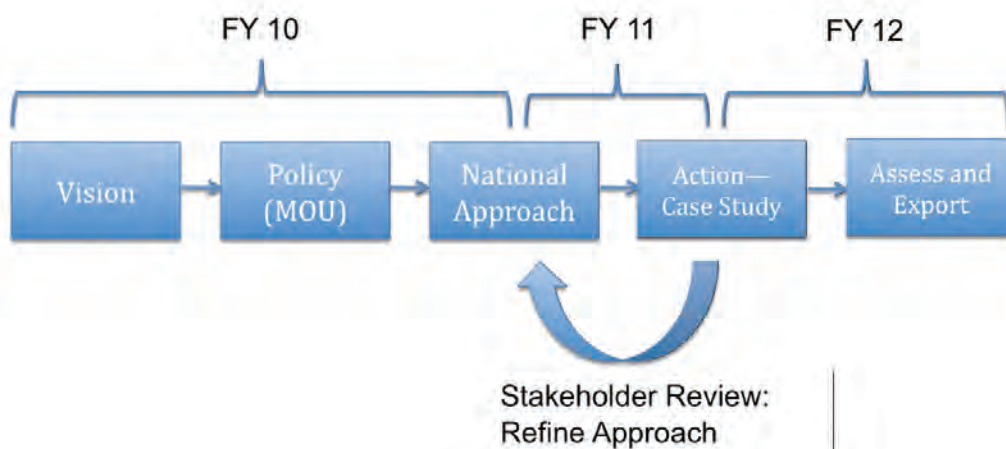 FY 10
FY 11
FY 12
Vision
Policy
(MOU)
National
Approach
Action—
Case Study
Assess and
Export
Stakeholder Review:
Refine Approach